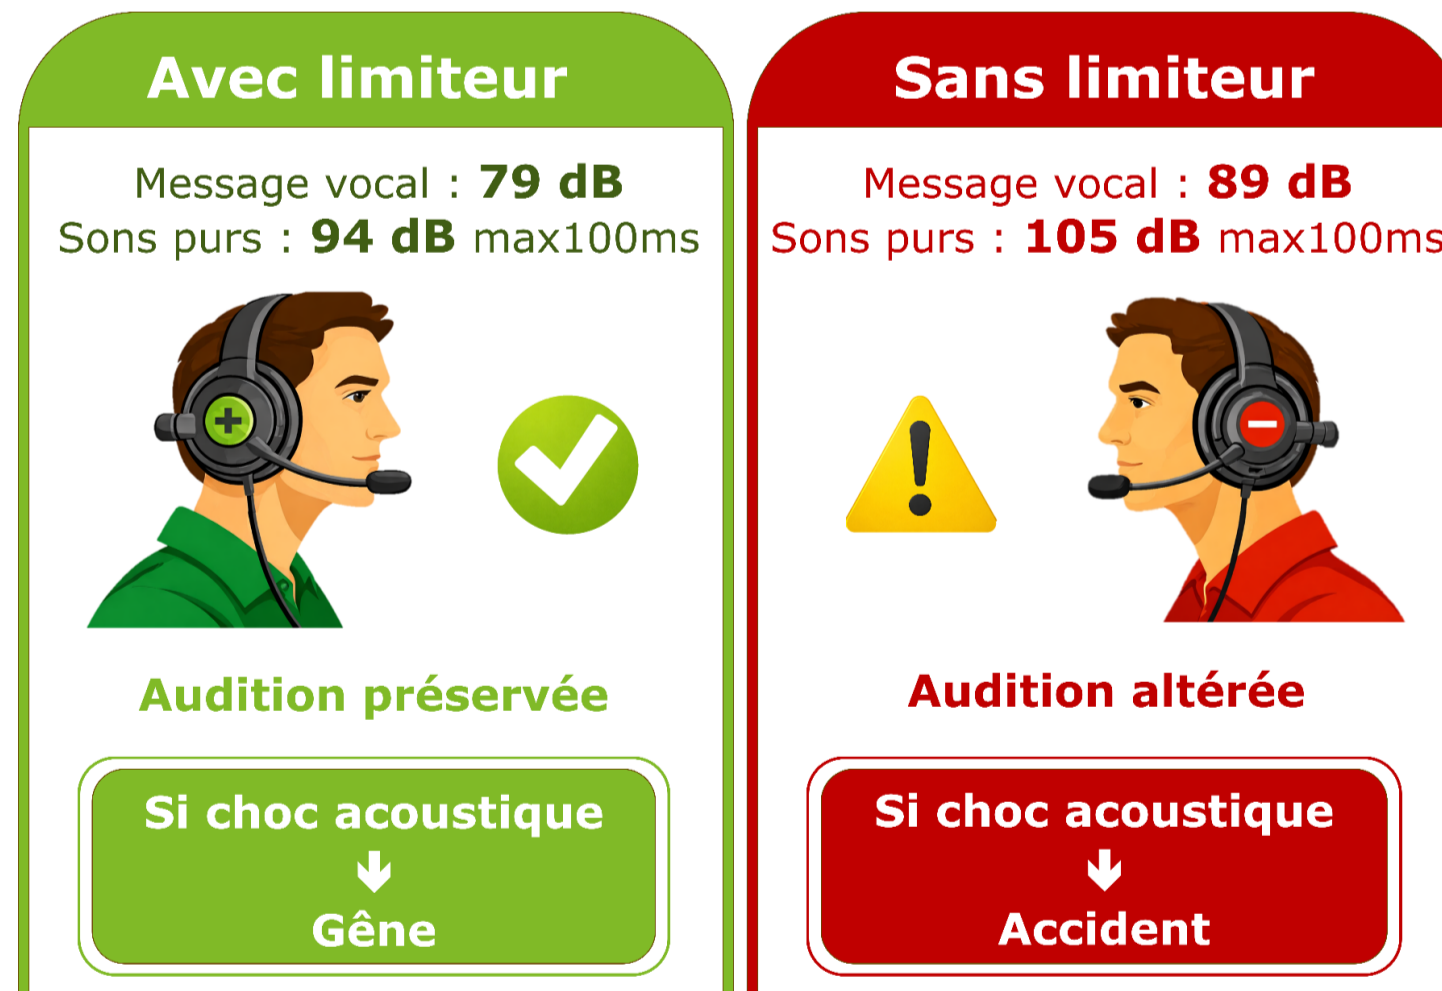 Avec limiteur
Message vocal : 79 dB
Sons purs : 94 dB max100ms
Audition préservée
Si choc acoustique
Gêne
Sans limiteur
Message vocal : 89 dB
Sons purs : 105 dB max100ms
Audition altérée
Si choc acoustique
Accident